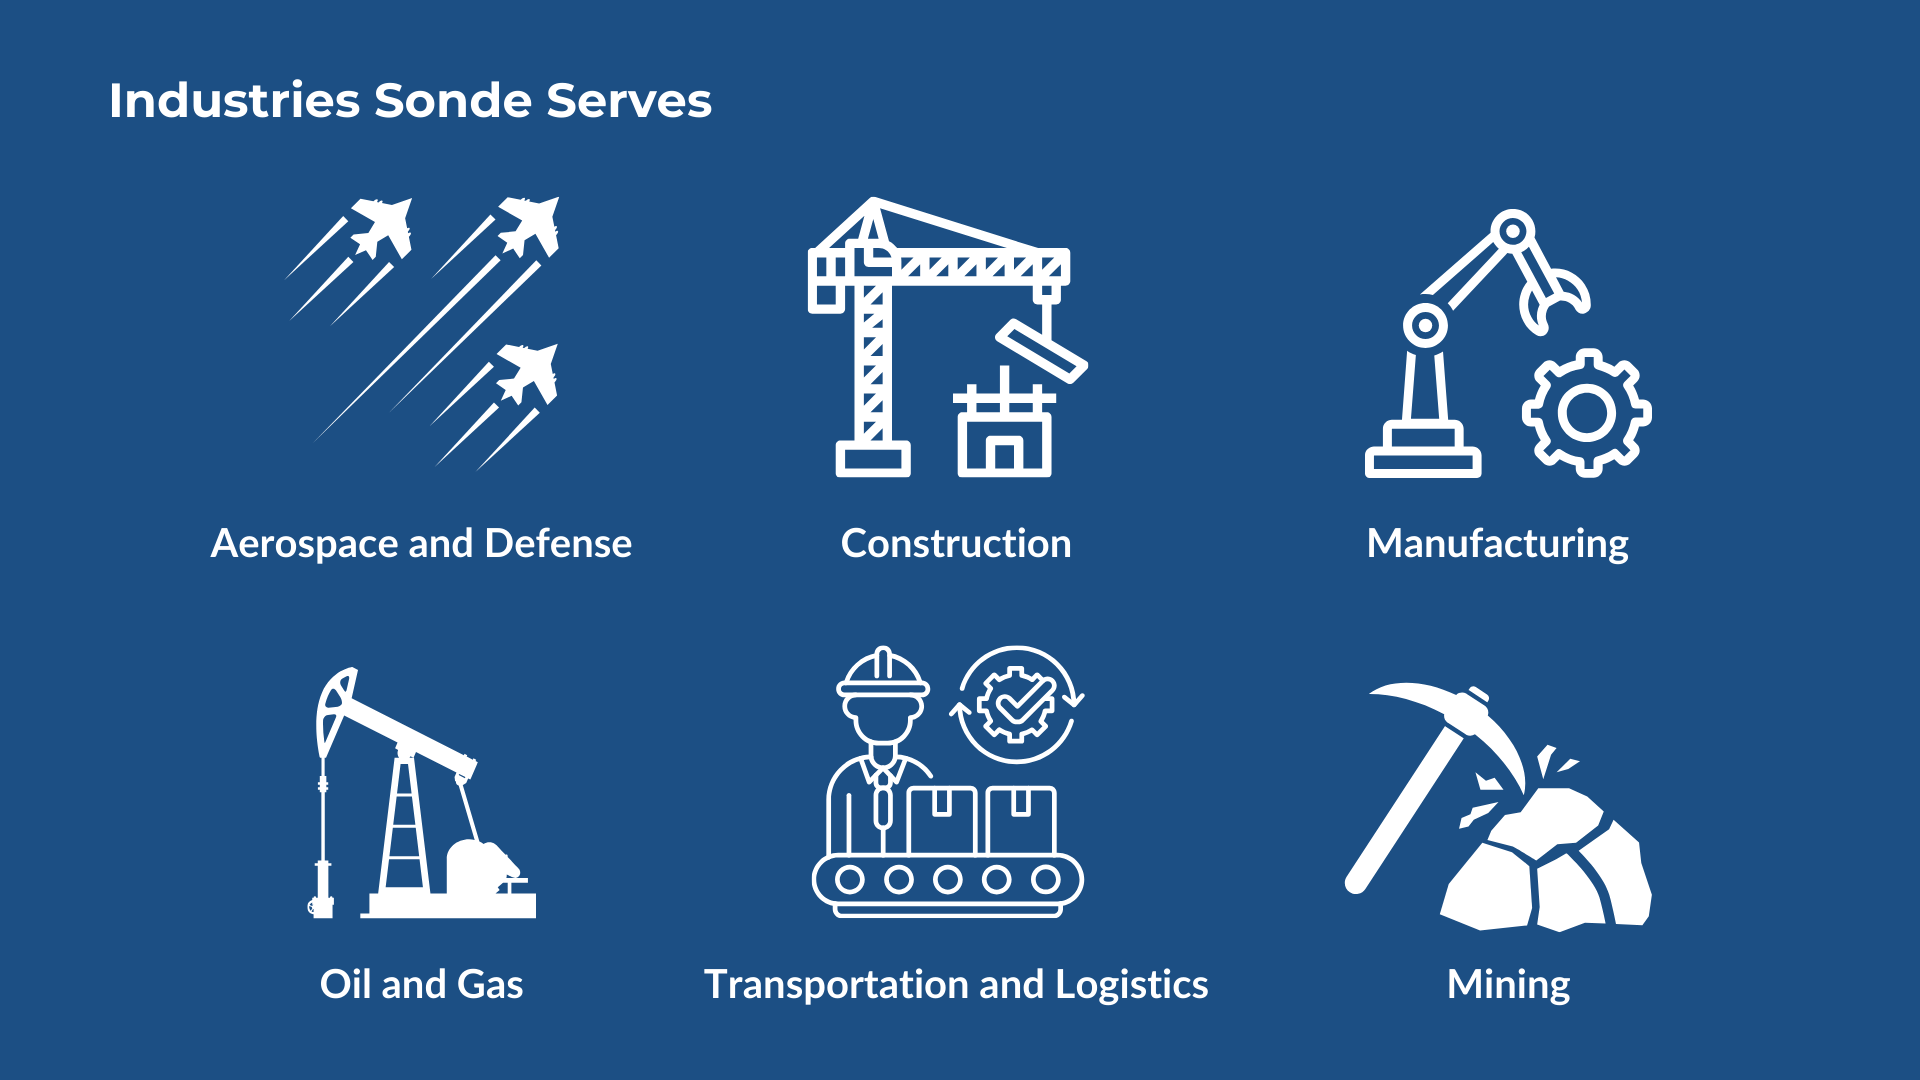 Industries Sonde Serves
Aerospace and Defense
Construction
Manufacturing
Oil and Gas
Transportation and Logistics
Mining